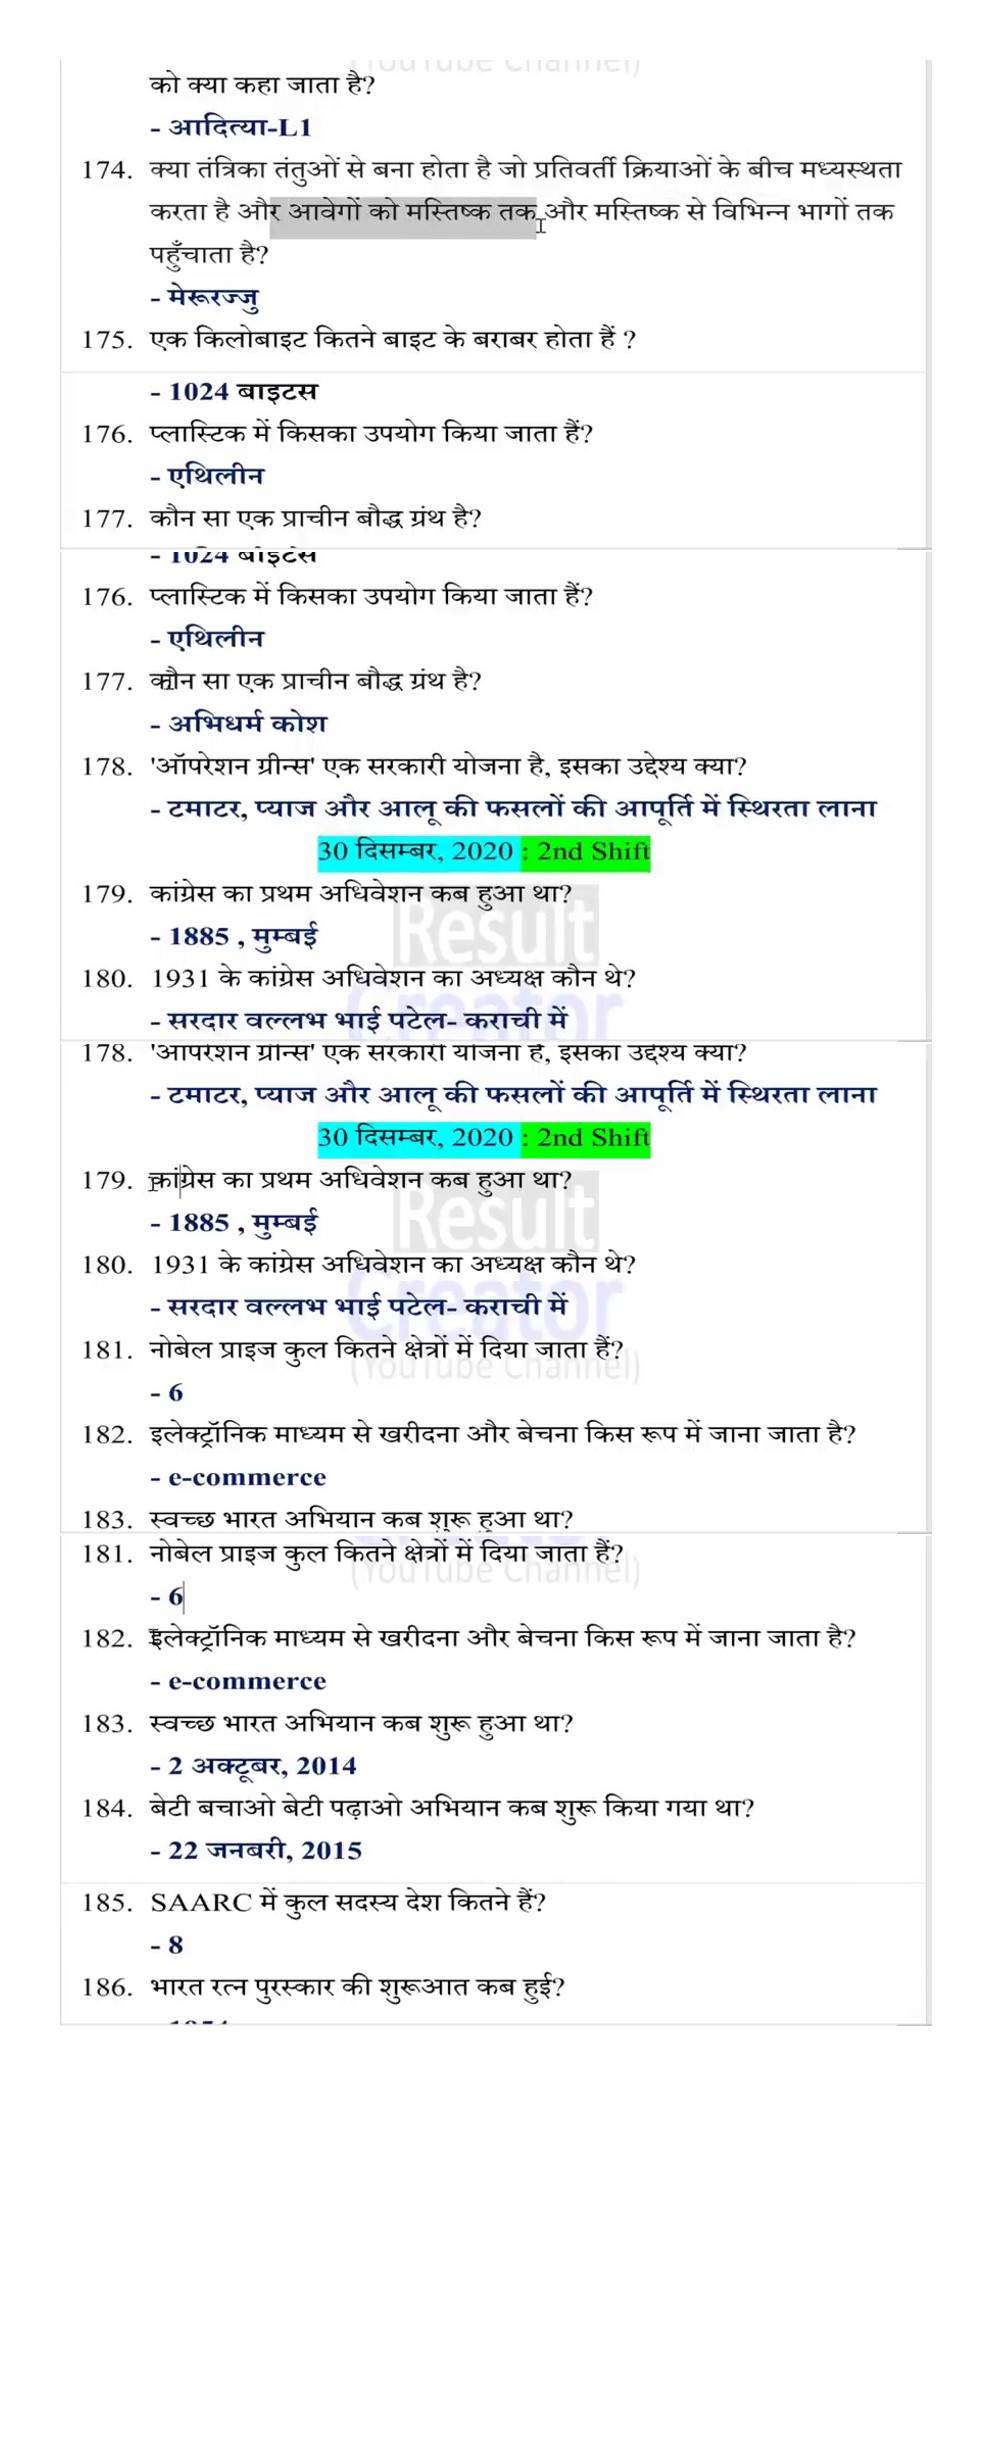 (YouTube Channel)
को क्या कहा जाता है?
- आदित्या-L1
174. क्या तंत्रिका तंतुओं से बना होता है जो प्रतिवर्ती क्रियाओं के बीच मध्यस्थता
करता है और आवेगों को मस्तिष्क तक और मस्तिष्क से विभिन्न भागों तक
पहुँचाता है?
- मेरूरज्जु
175. एक किलोबाइट कितने बाइट के बराबर होता हैं ?
- 1024 बाइटस
176. प्लास्टिक में किसका उपयोग किया जाता हैं?
- एथिलीन
177. कौन सा एक प्राचीन बौद्ध ग्रंथ है?
- 1024 बाइटस
176. प्लास्टिक में किसका उपयोग किया जाता हैं?
- एथिलीन
177. कौन सा एक प्राचीन बौद्ध ग्रंथ है?
- अभिधर्म कोश
178. 'ऑपरेशन ग्रीन्स' एक सरकारी योजना है, इसका उद्देश्य क्या?
- टमाटर, प्याज और आलू की फसलों की आपूर्ति में स्थिरता लाना
30 दिसम्बर, 2020 : 2nd Shift
179. कांग्रेस का प्रथम अधिवेशन कब हुआ था?
Result
- 1885 , मुम्बई
180. 1931 के कांग्रेस अधिवेशन का अध्यक्ष कौन थे?
Creator
- सरदार वल्लभ भाई पटेल- कराची में
178. 'ऑपरेशन ग्रीन्स' एक सरकारी योजना है, इसका उद्देश्य क्या?
- टमाटर, प्याज और आलू की फसलों की आपूर्ति में स्थिरता लाना
30 दिसम्बर, 2020 : 2nd Shift
179. कांग्रेस का प्रथम अधिवेशन कब हुआ था?
Result
- 1885 , मुम्बई
180. 1931 के कांग्रेस अधिवेशन का अध्यक्ष कौन थे?
Creator
- सरदार वल्लभ भाई पटेल- कराची में
181. नोबेल प्राइज कुल कितने क्षेत्रों में दिया जाता हैं?
(YouTube Channel)
- 6
182. इलेक्ट्रॉनिक माध्यम से खरीदना और बेचना किस रूप में जाना जाता है?
- e-commerce
183. स्वच्छ भारत अभियान कब शुरू हुआ था?
181. नोबेल प्राइज कुल कितने क्षेत्रों में दिया जाता हैं?
(YouTube Channel)
- 6
182. इलेक्ट्रॉनिक माध्यम से खरीदना और बेचना किस रूप में जाना जाता है?
- e-commerce
183. स्वच्छ भारत अभियान कब शुरू हुआ था?
- 2 अक्टूबर, 2014
184. बेटी बचाओ बेटी पढ़ाओ अभियान कब शुरू किया गया था?
- 22 जनबरी, 2015
185. SAARC में कुल सदस्य देश कितने हैं?
- 8
186. भारत रत्न पुरस्कार की शुरूआत कब हुई?